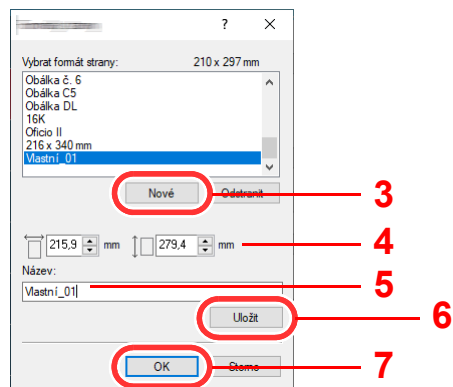 ?
Vybrat formát strany: 210 x 297 mm
Obálka č. 6
Obálka C5
Obálka DL
16K
Oficio II
216 x 340 mm
Vlastní_01
Nové Odstranit
3
215,9 mm 279,4 mm
4
Název:
Vlastní_01
5
Uložit
6
OK Storno
7